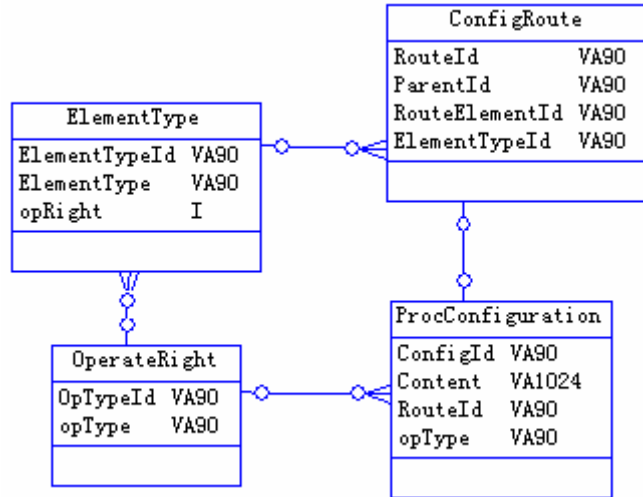 ConfigRoute
RouteId VA90
ParentId VA90
RouteElementId VA90
ElementTypeId VA90
ElementType
ElementTypeId VA90
ElementType VA90
opRight I
ProcConfiguration
ConfigId VA90
Content VA1024
RouteId VA90
opType VA90
OperateRight
OpTypeId VA90
opType VA90